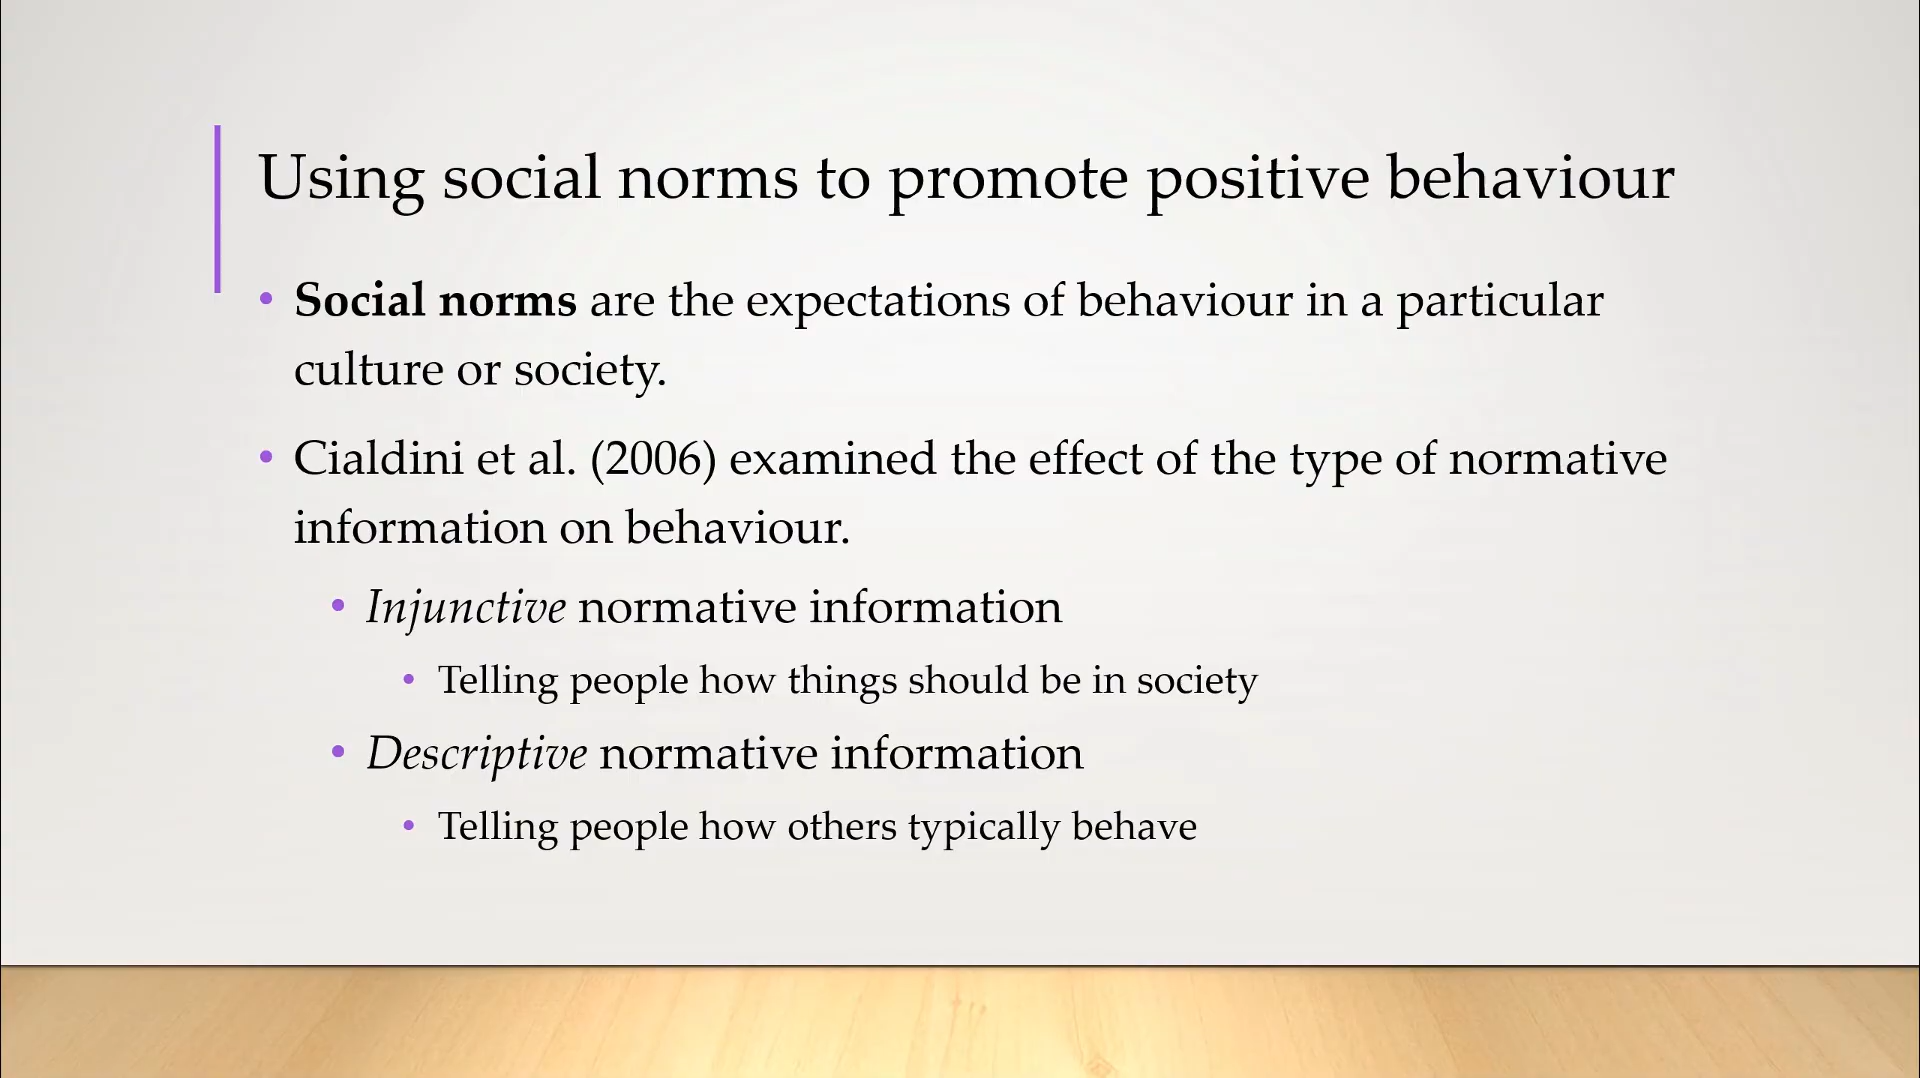 Using social norms to promote positive behaviour
• Social norms are the expectations of behaviour in a particular
culture or society.
• Cialdini et al. (2006) examined the effect of the type of normative
information on behaviour.
• Injunctive normative information
• Telling people how things should be in society
• Descriptive normative information
• Telling people how others typically behave